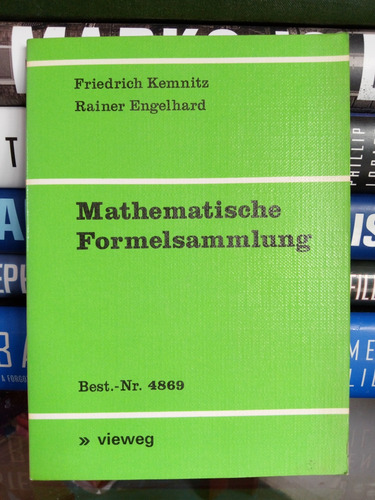 Friedrich Kemnitz
Rainer Engelhard
Mathematische
Formelsammlung
Best.-Nr. 4869
» vieweg